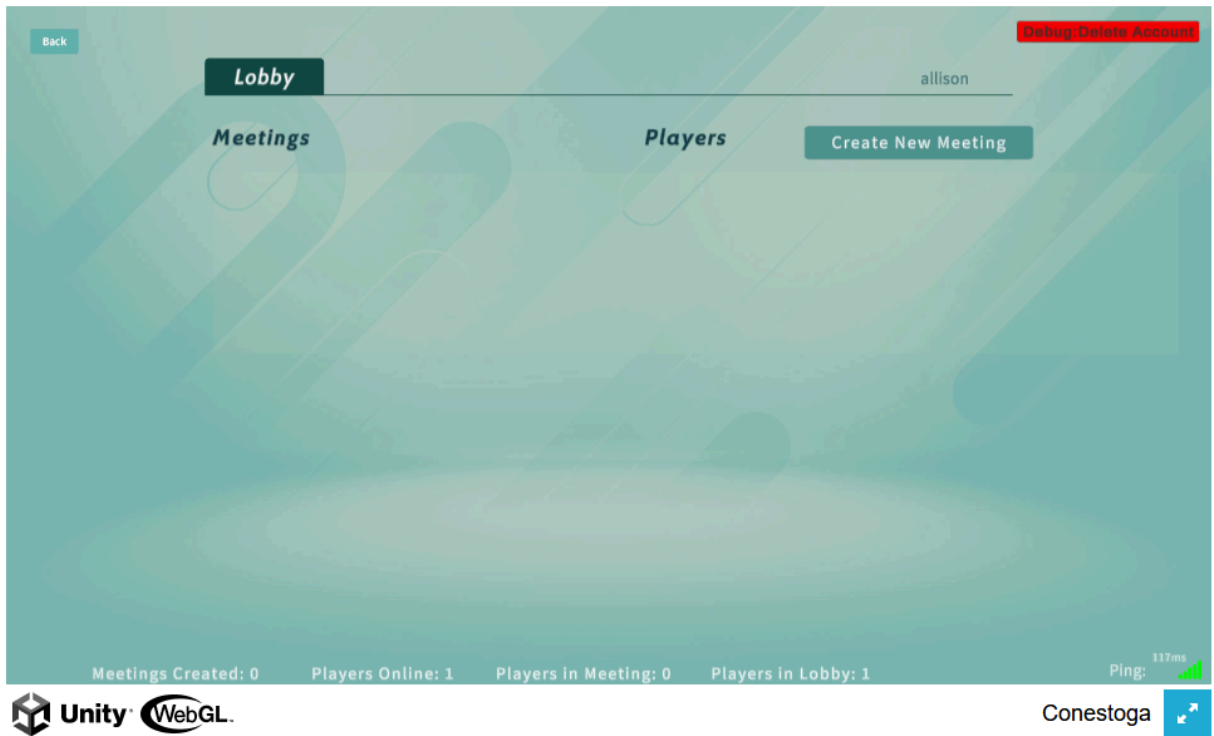 Back
Debug:Delete Account
Lobby
allison
Meetings
Players
Create New Meeting
Meetings Created: 0
Players Online: 1
Players in Meeting: 0
Players in Lobby: 1
Ping:
117ms
Unity
WebGL
Conestoga